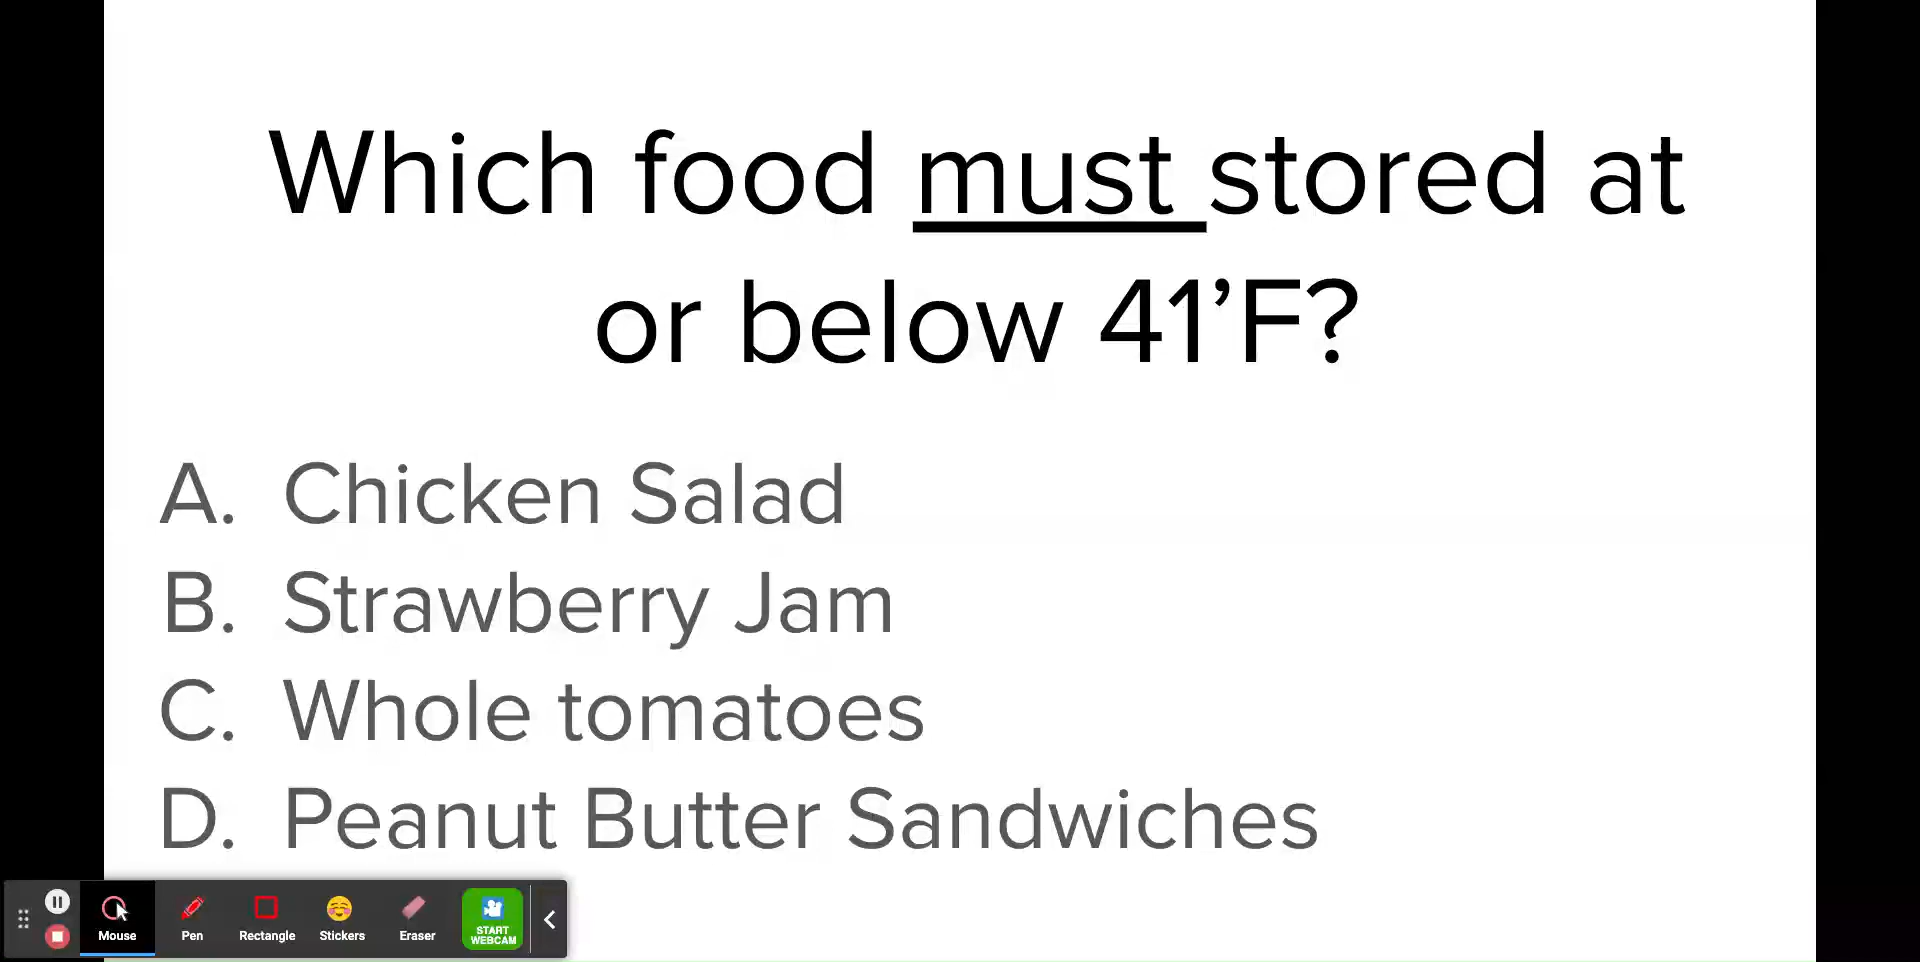 Which food must stored at
or below 41’F?
A. Chicken Salad
B. Strawberry Jam
C. Whole tomatoes
D. Peanut Butter Sandwiches
Mouse Pen Rectangle Stickers Eraser START
WEBCAM